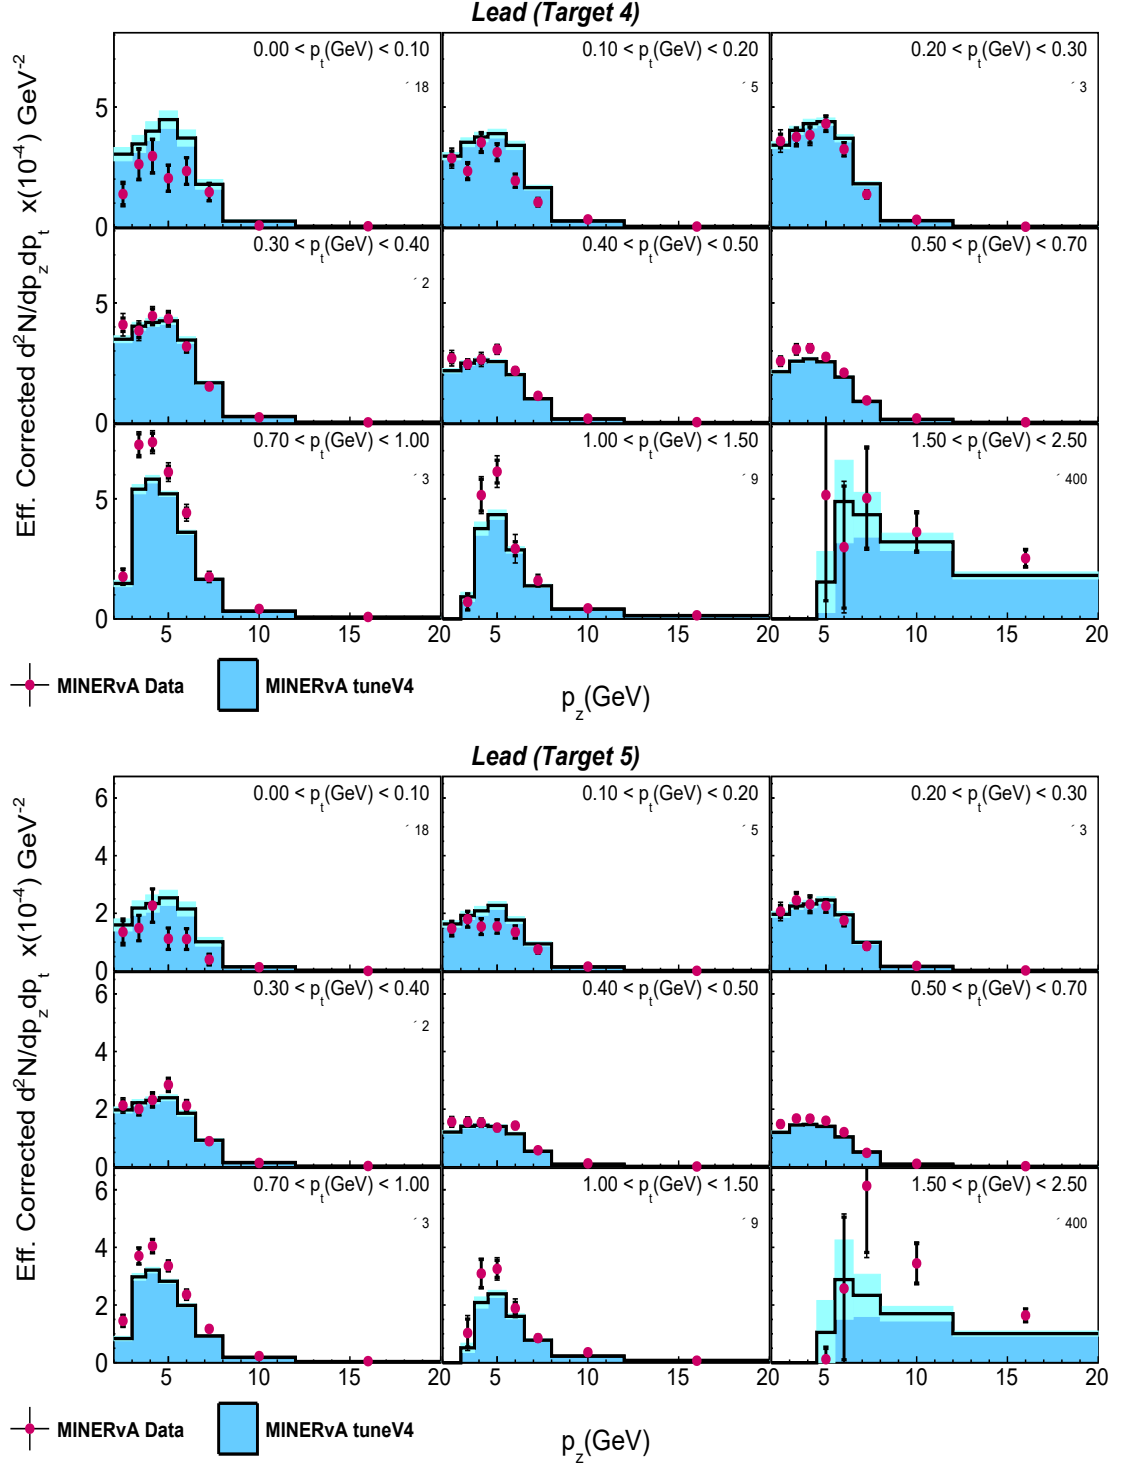 Lead (Target 4)
Eff. Corrected d²N/dp_z dp_t x(10⁻⁴) GeV⁻²
0.00 < p_t (GeV) < 0.10
´ 18
0.10 < p_t (GeV) < 0.20
´ 5
0.20 < p_t (GeV) < 0.30
´ 3
5
0
0.30 < p_t (GeV) < 0.40
´ 2
0.40 < p_t (GeV) < 0.50
0.50 < p_t (GeV) < 0.70
5
0
0.70 < p_t (GeV) < 1.00
´ 3
1.00 < p_t (GeV) < 1.50
´ 9
1.50 < p_t (GeV) < 2.50
´ 400
5
0
5 10 15 20 5 10 15 20 5 10 15 20
MINERvA Data
MINERvA tuneV4
p_z (GeV)
Lead (Target 5)
Eff. Corrected d²N/dp_z dp_t x(10⁻⁴) GeV⁻²
0.00 < p_t (GeV) < 0.10
´ 18
0.10 < p_t (GeV) < 0.20
´ 5
0.20 < p_t (GeV) < 0.30
´ 3
6
4
2
0
0.30 < p_t (GeV) < 0.40
´ 2
0.40 < p_t (GeV) < 0.50
0.50 < p_t (GeV) < 0.70
6
4
2
0
0.70 < p_t (GeV) < 1.00
´ 3
1.00 < p_t (GeV) < 1.50
´ 9
1.50 < p_t (GeV) < 2.50
´ 400
6
4
2
0
5 10 15 20 5 10 15 20 5 10 15 20
MINERvA Data
MINERvA tuneV4
p_z (GeV)